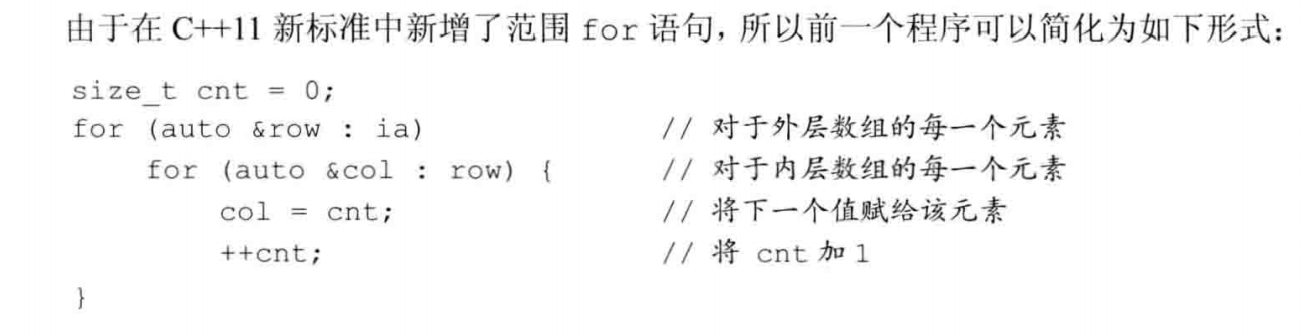 由于在 C++11 新标准中新增了范围 for 语句，所以前一个程序可以简化为如下形式：
size_t cnt = 0;
for (auto &row : ia) // 对于外层数组的每一个元素
for (auto &col : row) { // 对于内层数组的每一个元素
col = cnt; // 将下一个值赋给该元素
++cnt; // 将 cnt 加 1
}